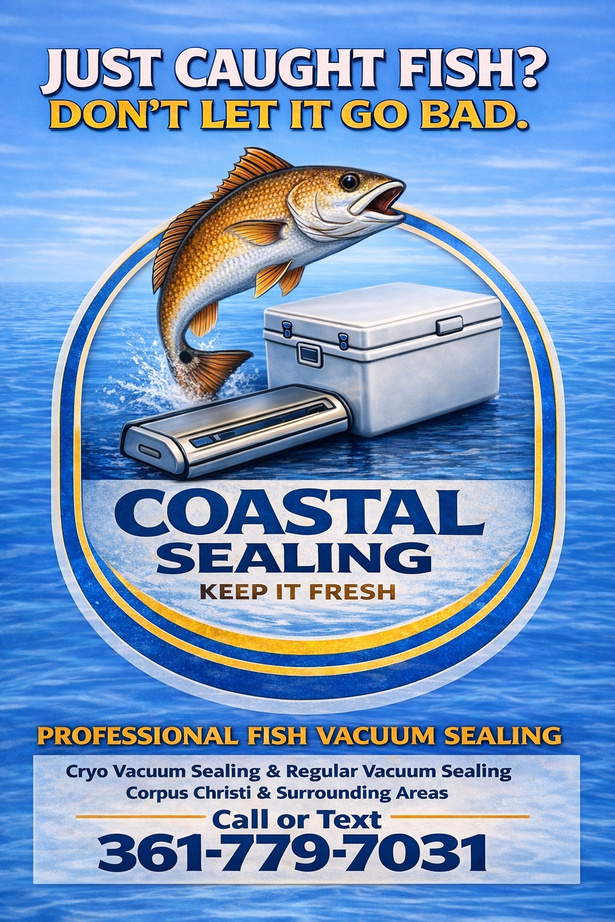 JUST CAUGHT FISH?
DON'T LET IT GO BAD.
COASTAL
SEALING
KEEP IT FRESH
PROFESSIONAL FISH VACUUM SEALING
Cryo Vacuum Sealing & Regular Vacuum Sealing
Corpus Christi & Surrounding Areas
Call or Text
361-779-7031